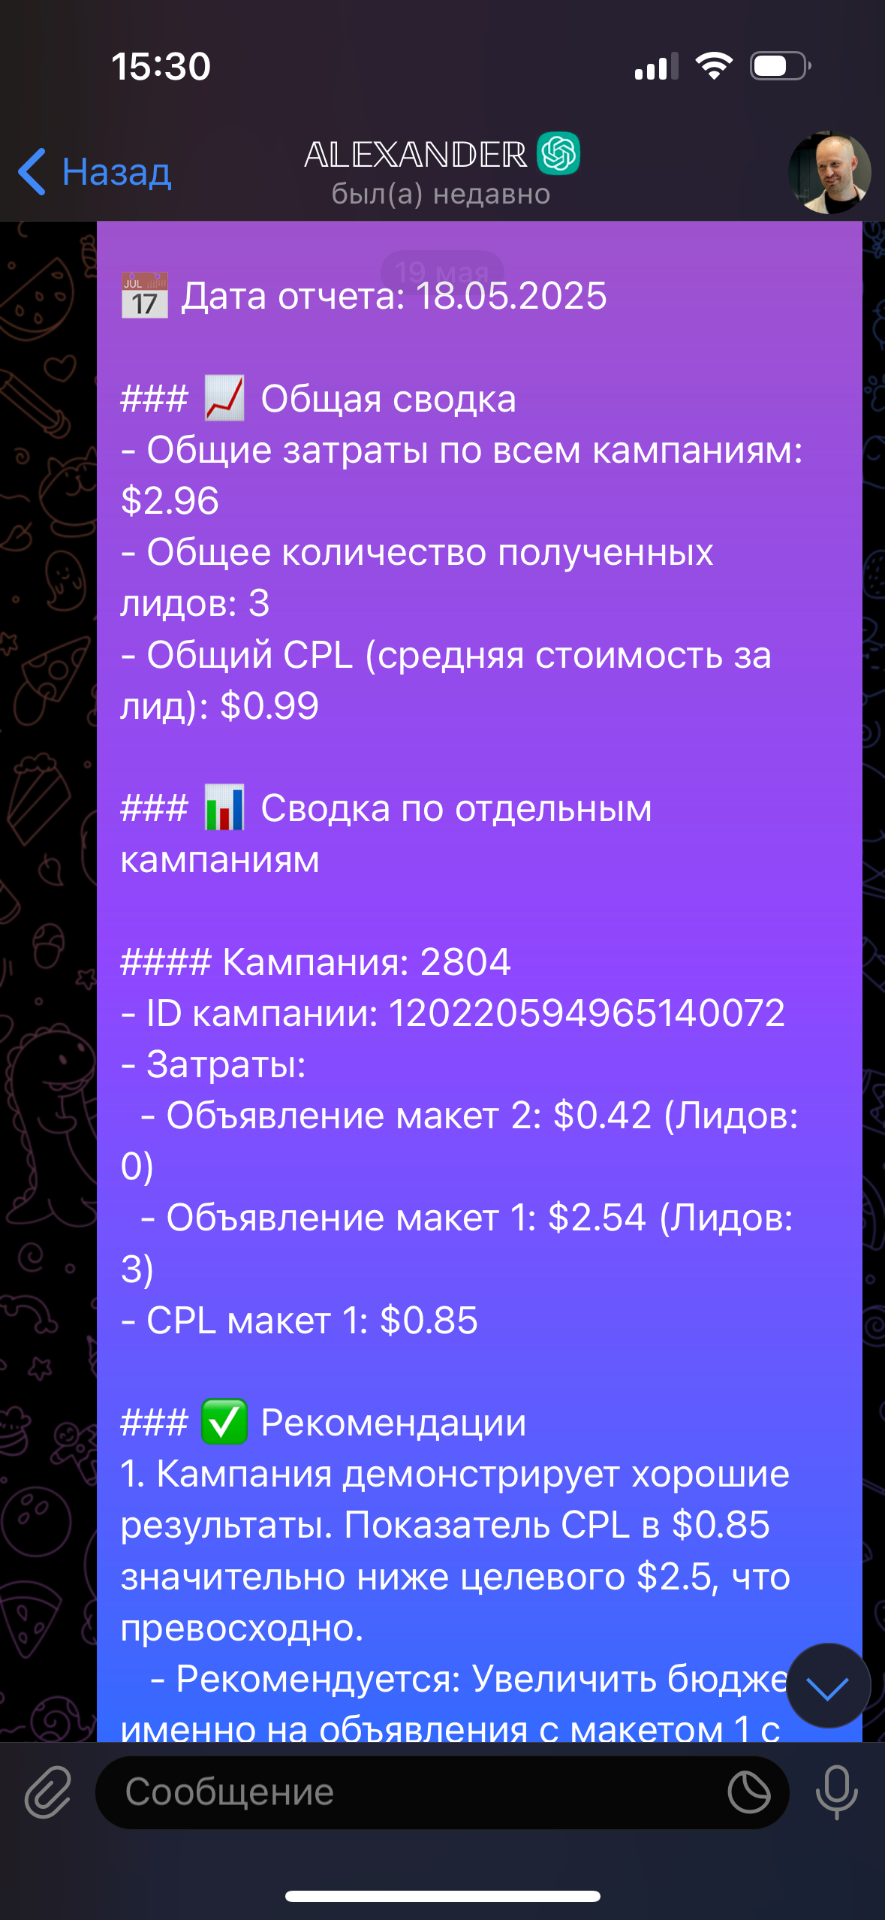 15:30
Назад
ALEXANDER
был(а) недавно
19 мая
JUL
17
Дата отчета: 18.05.2025
### Общая сводка
- Общие затраты по всем кампаниям:
$2.96
- Общее количество полученных
лидов: 3
- Общий CPL (средняя стоимость за
лид): $0.99
### Сводка по отдельным
кампаниям
#### Кампания: 2804
- ID кампании: 120220594965140072
- Затраты:
- Объявление макет 2: $0.42 (Лидов:
0)
- Объявление макет 1: $2.54 (Лидов:
3)
- CPL макет 1: $0.85
### Рекомендации
1. Кампания демонстрирует хорошие
результаты. Показатель CPL в $0.85
значительно ниже целевого $2.5, что
превосходно.
- Рекомендуется: Увеличить бюдже
именно на объявления с макетом 1 с
Сообщение